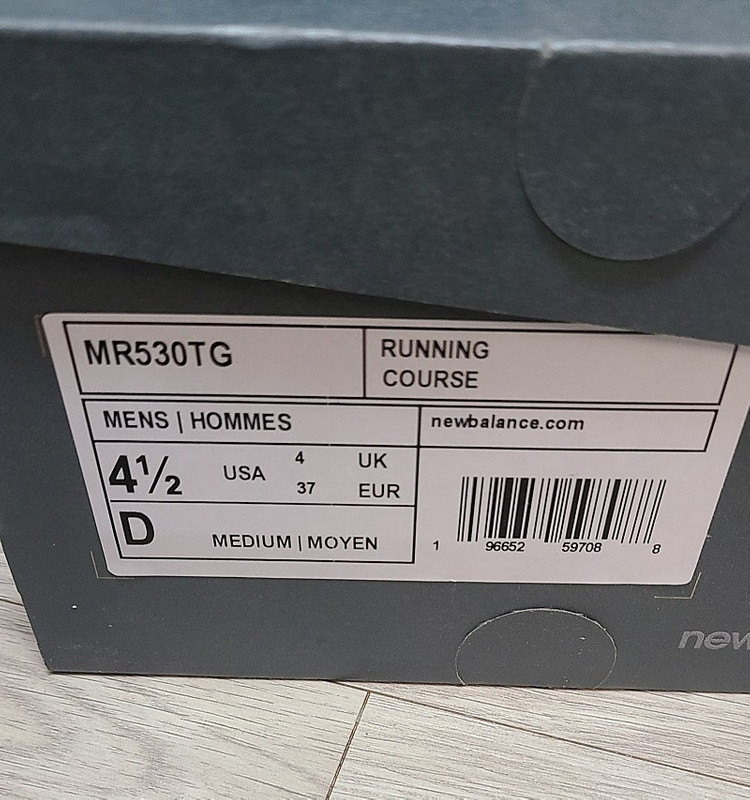 MR530TG
RUNNING
COURSE
MENS | HOMMES
newbalance.com
4½ USA 4 UK
37 EUR
D MEDIUM | MOYEN
1 96652 59708 8
new